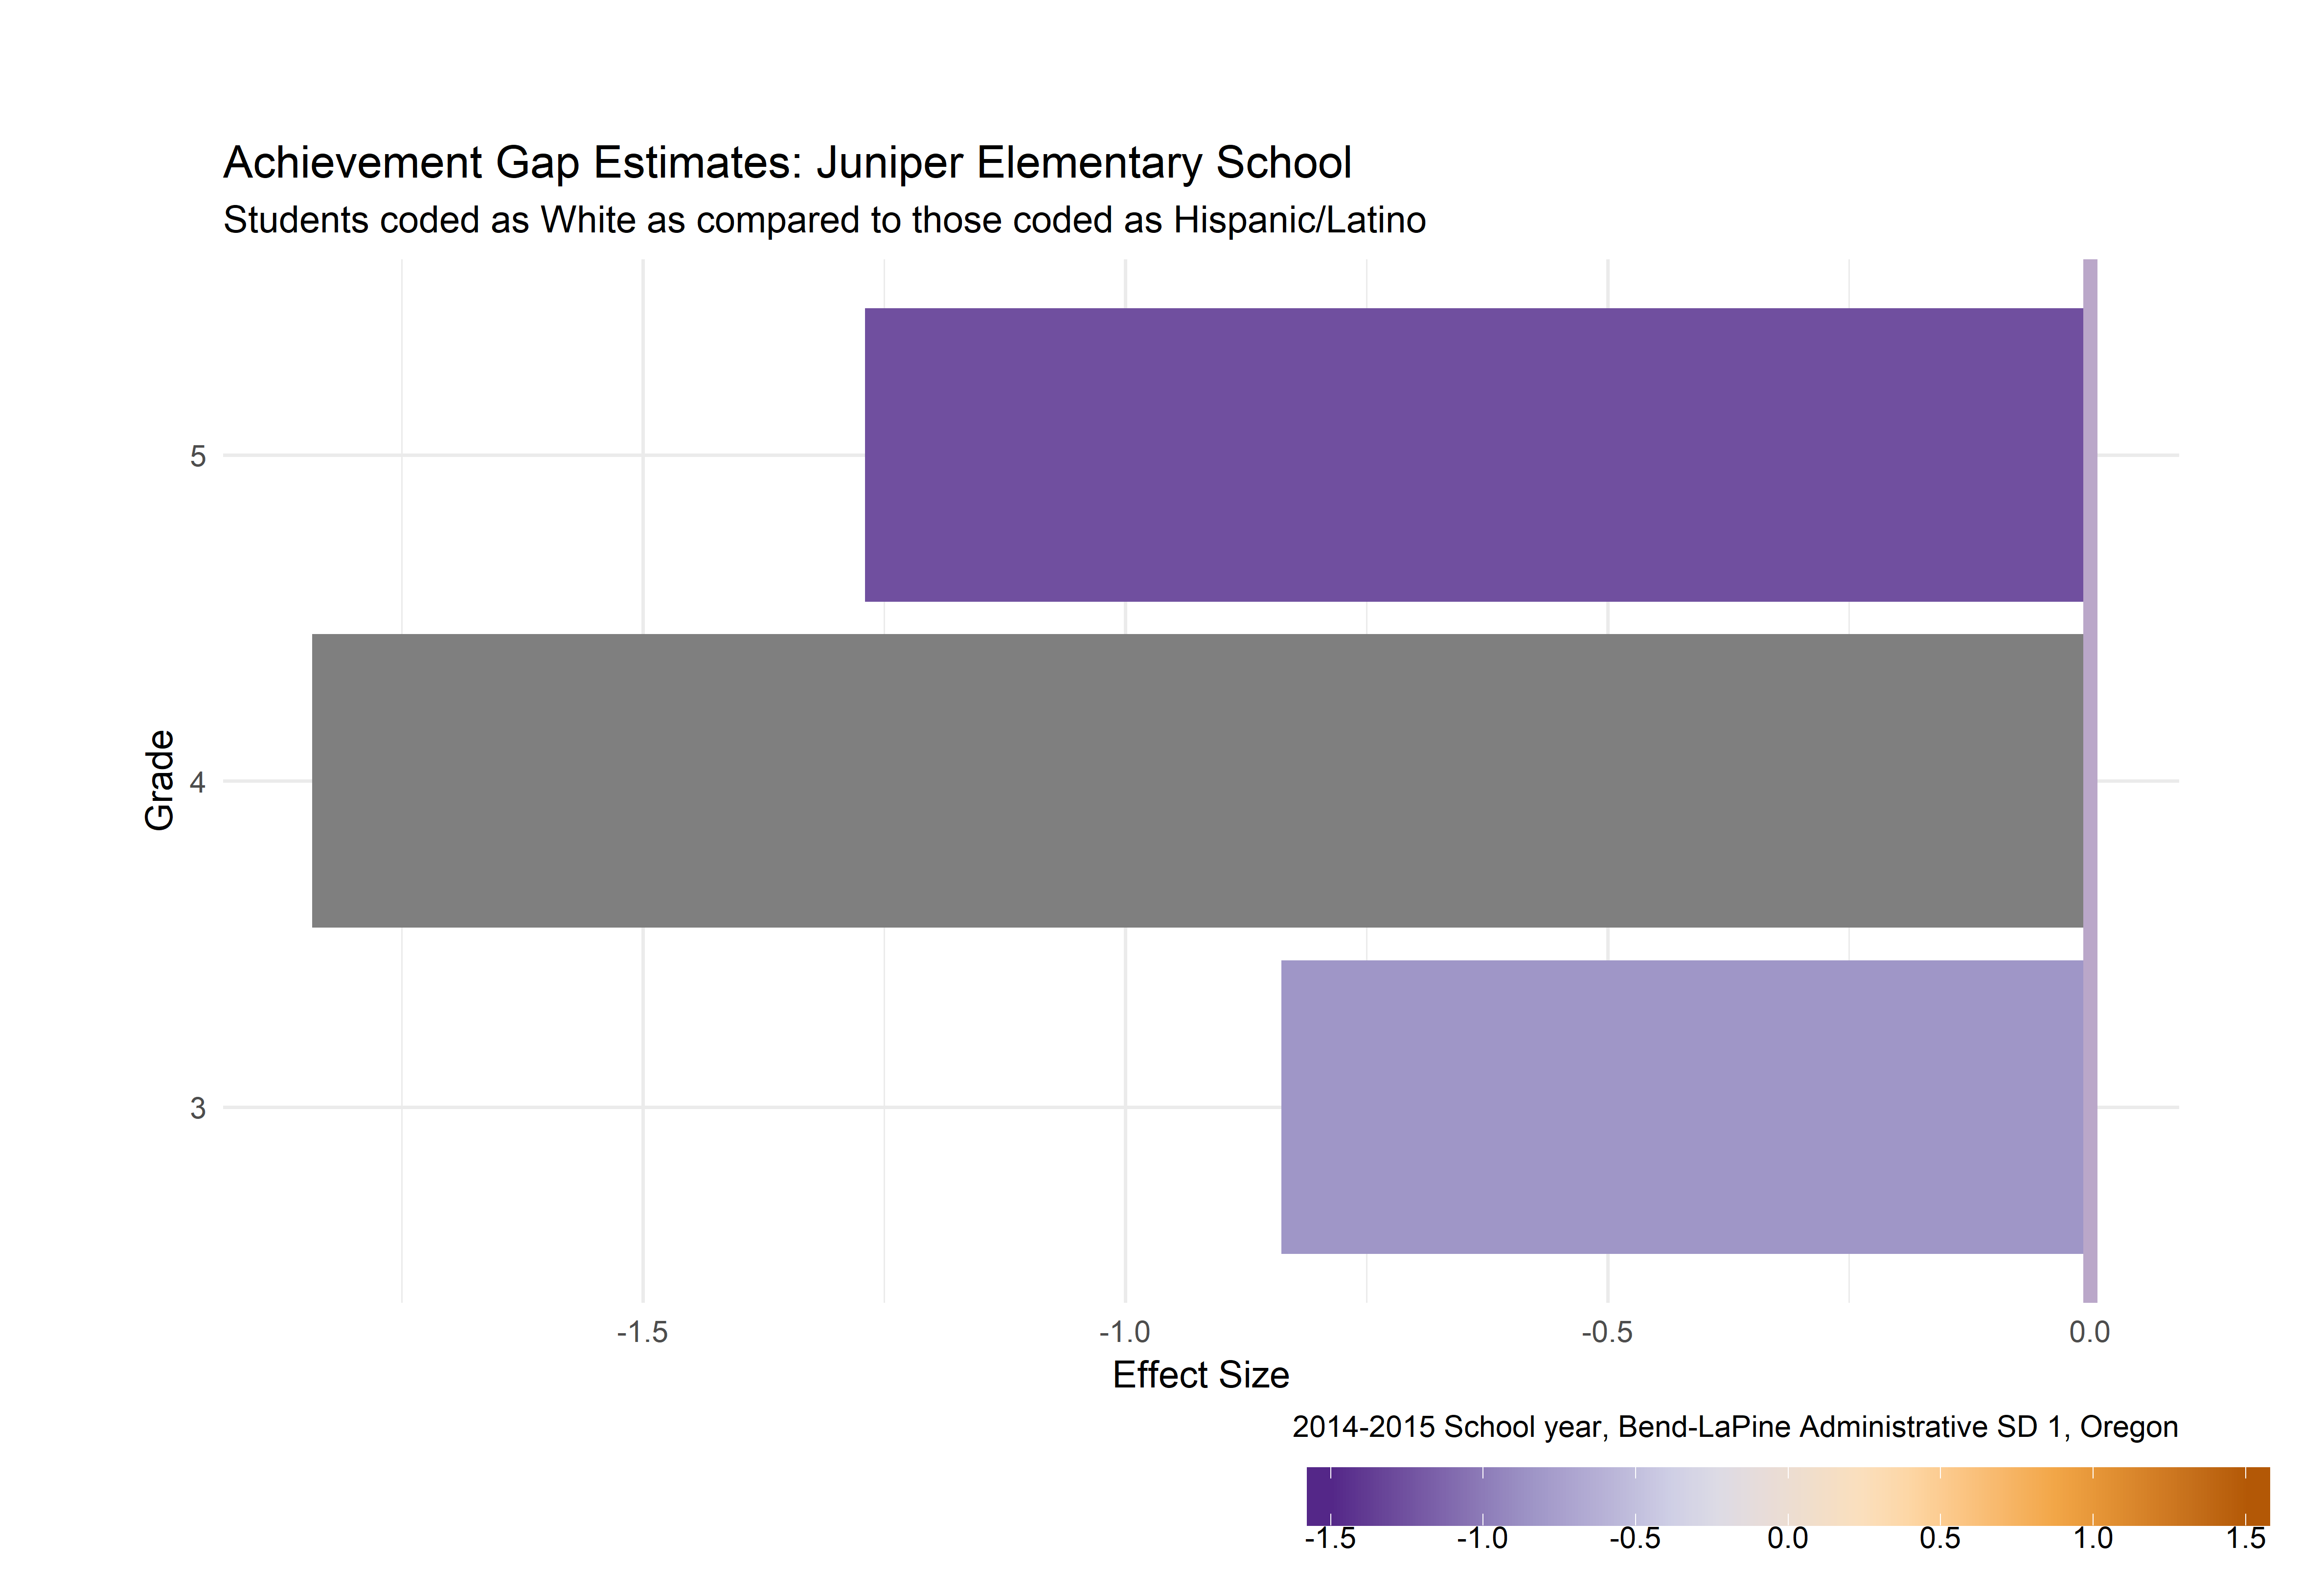 Achievement Gap Estimates: Juniper Elementary School
Students coded as White as compared to those coded as Hispanic/Latino
5
4
3
Grade
-1.5 -1.0 -0.5 0.0
Effect Size
2014-2015 School year, Bend-LaPine Administrative SD 1, Oregon
-1.5 -1.0 -0.5 0.0 0.5 1.0 1.5